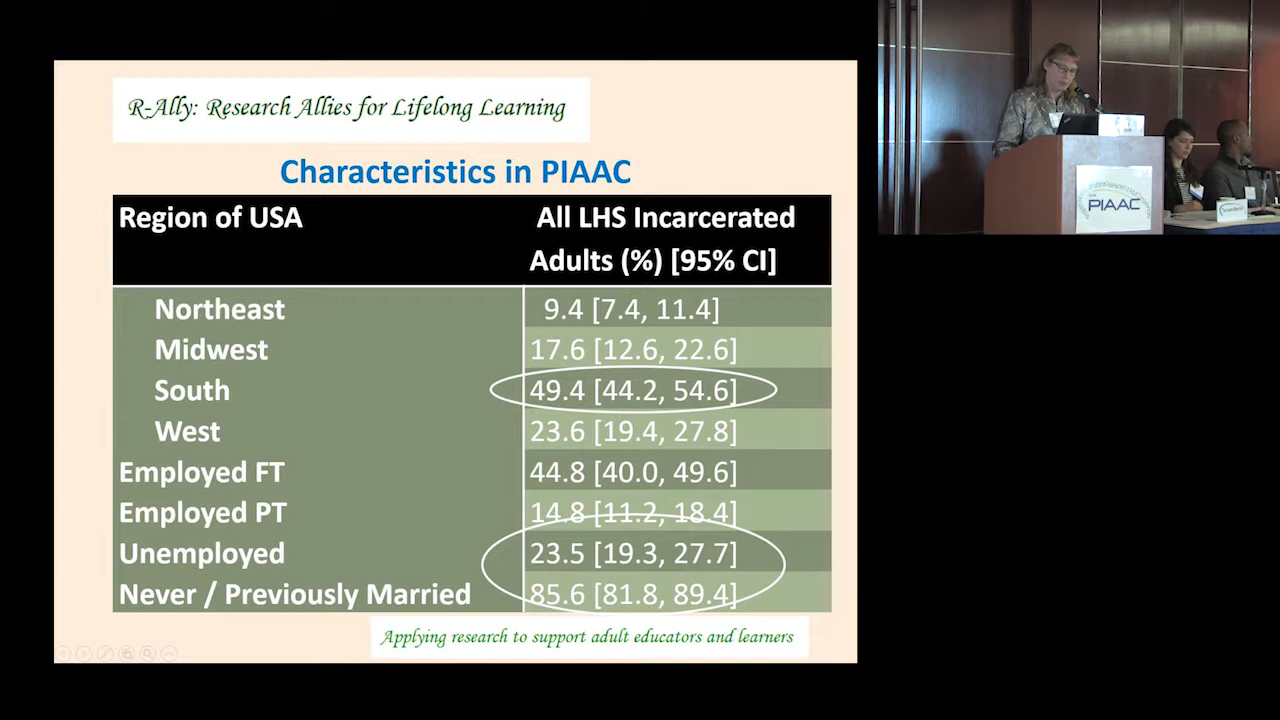 R-Ally: Research Allies for Lifelong Learning
Characteristics in PIAAC
Region of USA All LHS Incarcerated
Adults (%) [95% CI]
Northeast 9.4 [7.4, 11.4]
Midwest 17.6 [12.6, 22.6]
South 49.4 [44.2, 54.6]
West 23.6 [19.4, 27.8]
Employed FT 44.8 [40.0, 49.6]
Employed PT 14.8 [11.2, 18.4]
Unemployed 23.5 [19.3, 27.7]
Never / Previously Married 85.6 [81.8, 89.4]
Applying research to support adult educators and learners
PIAAC